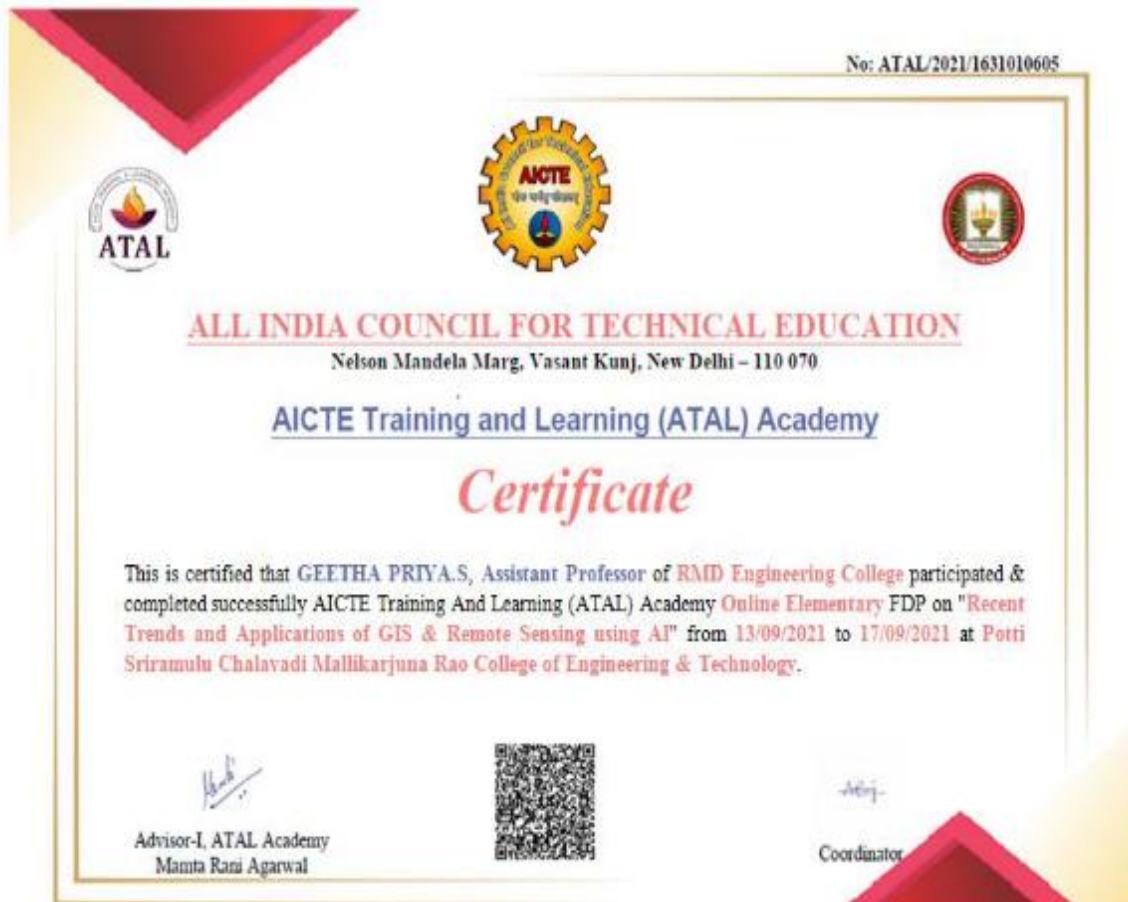 No: ATAL/2021/1631010605
ATAL
AICTE
ALL INDIA COUNCIL FOR TECHNICAL EDUCATION
Nelson Mandela Marg, Vasant Kunj, New Delhi – 110 070
AICTE Training and Learning (ATAL) Academy
Certificate
This is certified that GEETHA PRIYA.S, Assistant Professor of RMD Engineering College participated &
completed successfully AICTE Training And Learning (ATAL) Academy Online Elementary FDP on "Recent
Trends and Applications of GIS & Remote Sensing using AI" from 13/09/2021 to 17/09/2021 at Potti
Sriramulu Chalavadi Mallikarjuna Rao College of Engineering & Technology.
Advisor-I, ATAL Academy
Mamta Rani Agarwal
Coordinator